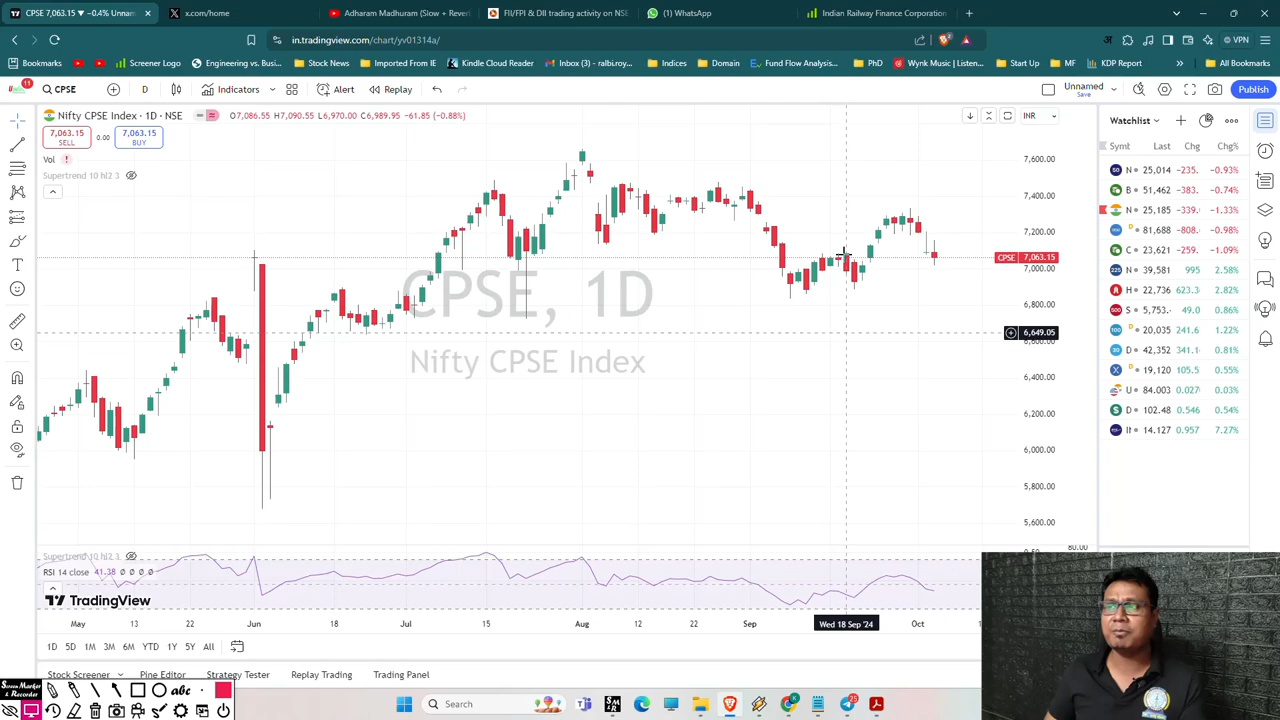 CPSE 7,063.15 ▼ −0.4% Unnam
x.com/home
Adharam Madhuram (Slow + Reverb
FII/FPI & DII trading activity on NSE
(1) WhatsApp
Indian Railway Finance Corporation
in.tradingview.com/chart/yv01314a/
VPN
Bookmarks
Screener Logo
Engineering vs. Big...
Stock News
Imported From IE
Kindle Cloud Reader
Inbox (9) - ralbi.roy...
Indices
Domain
Fund Flow Analysis...
PhD
Wynk Music | Listen...
Start Up
MF
KDP Report
All Bookmarks
11
CPSE
D
Indicators
Alert
Replay
Unnamed
Save
Publish
Nifty CPSE Index · 1D · NSE
O7,086.55 H7,090.55 L6,970.00 C6,989.95 −61.85 (−0.88%)
INR
7,063.15
SELL
0.00
7,063.15
BUY
Vol
Supertrend 10 hl2 3
CPSE, 1D
Nifty CPSE Index
7,600.00
7,400.00
7,200.00
CPSE 7,063.15
7,000.00
6,800.00
6,649.05
6,600.00
6,400.00
6,200.00
6,000.00
5,800.00
5,600.00
80.00
Watchlist
Symb Last Chg Chg%
N 25,014 −235. −0.93%
B 51,462 −383. −0.74%
N 25,185 −339. −1.33%
81,688 −808. −0.98%
C 23,621 −259. −1.09%
N 39,581 995 2.58%
H 22,736 623.3 2.82%
S 5,753. 49.0 0.86%
20,035 241.6 1.22%
D 42,352 341.1 0.81%
19,120 105.5 0.55%
U 84.003 0.027 0.03%
D 102.48 0.546 0.54%
14.127 0.957 7.27%
Supertrend 10 hl2 3
RSI 14 close 41.38 Ø Ø Ø Ø
TradingView
May
22
Jun
18
Jul
15
Aug
12
22
Sep
Wed 18 Sep '24
Oct
1D 5D 1M 3M 6M YTD 1Y 5Y All
Stock Screener
Pine Editor
Strategy Tester
Replay Trading
Trading Panel
Screen Marker & Recorder
abc
Search
25